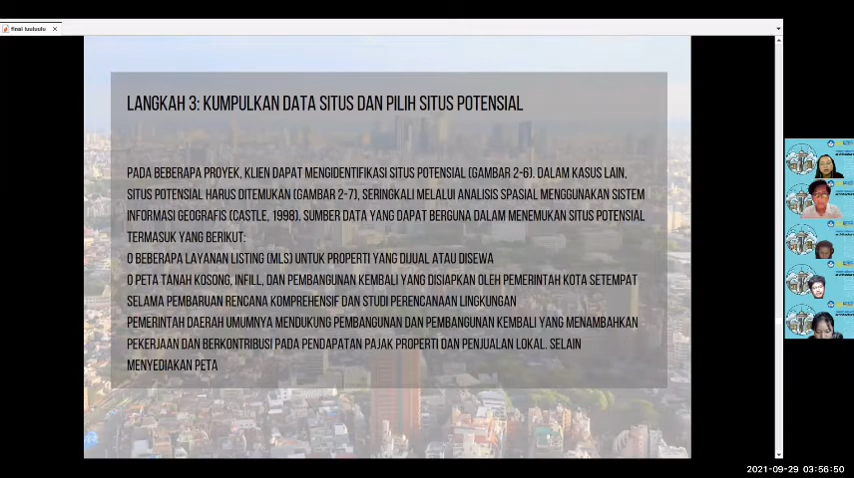 final luuluulu
LANGKAH 3: KUMPULKAN DATA SITUS DAN PILIH SITUS POTENSIAL
PADA BEBERAPA PROYEK, KLIEN DAPAT MENGIDENTIFIKASI SITUS POTENSIAL (GAMBAR 2-6). DALAM KASUS LAIN,
SITUS POTENSIAL HARUS DITEMUKAN (GAMBAR 2-7), SERINGKALI MELALUI ANALISIS SPASIAL MENGGUNAKAN SISTEM
INFORMASI GEOGRAFIS (CASTLE, 1998). SUMBER DATA YANG DAPAT BERGUNA DALAM MENEMUKAN SITUS POTENSIAL
TERMASUK YANG BERIKUT:
O BEBERAPA LAYANAN LISTING (MLS) UNTUK PROPERTI YANG DIJUAL ATAU DISEWA
O PETA TANAH KOSONG, INFILL, DAN PEMBANGUNAN KEMBALI YANG DISIAPKAN OLEH PEMERINTAH KOTA SETEMPAT
SELAMA PEMBARUAN RENCANA KOMPREHENSIF DAN STUDI PERENCANAAN LINGKUNGAN
PEMERINTAH DAERAH UMUMNYA MENDUKUNG PEMBANGUNAN DAN PEMBANGUNAN KEMBALI YANG MENAMBAHKAN
PEKERJAAN DAN BERKONTRIBUSI PADA PENDAPATAN PAJAK PROPERTI DAN PENJUALAN LOKAL. SELAIN
MENYEDIAKAN PETA
2021-09-29 03:56:50